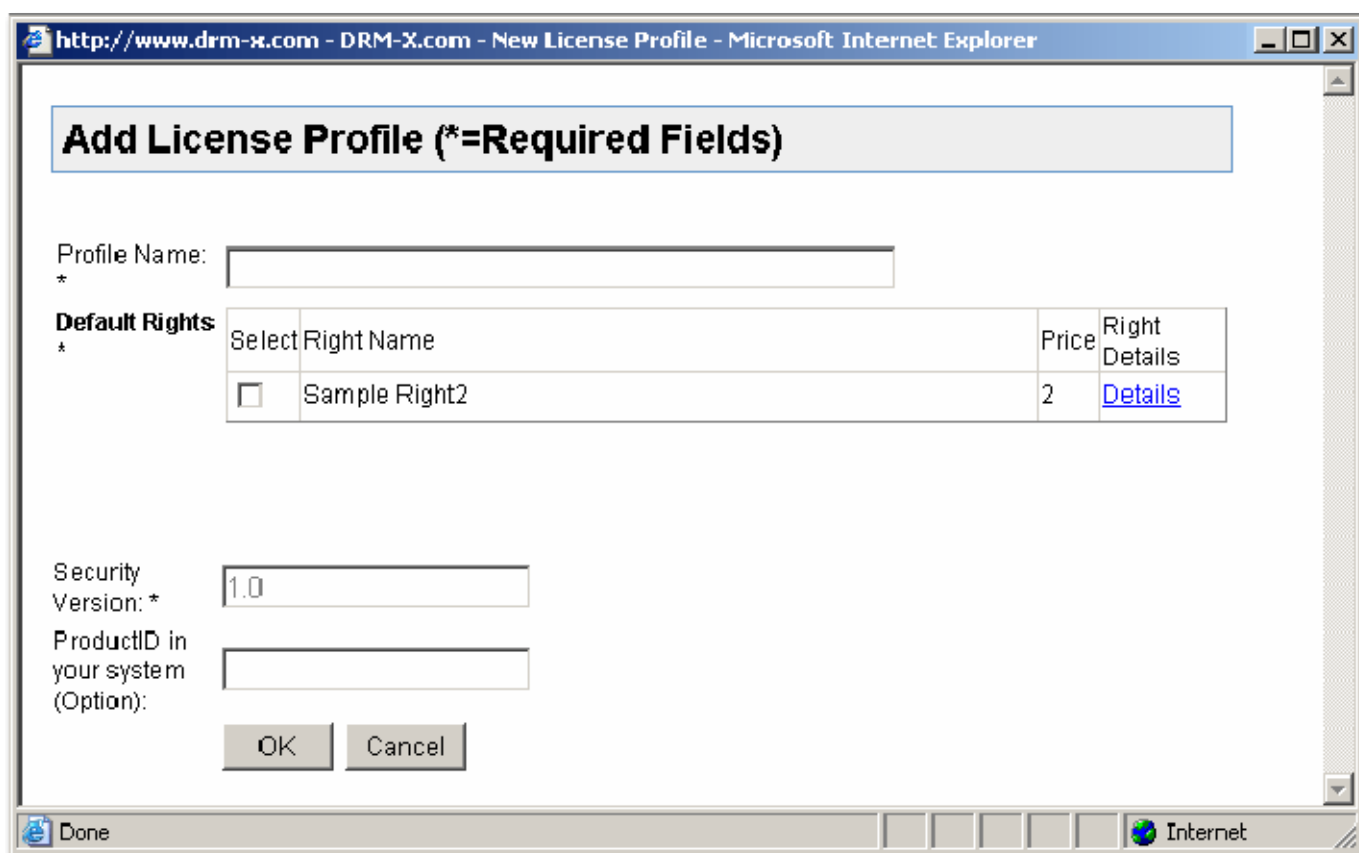 http://www.drm-x.com - DRM-X.com - New License Profile - Microsoft Internet Explorer
Add License Profile (*=Required Fields)
Profile Name:
*
Default Rights
*
Select Right Name Price Right Details
Sample Right2 2 Details
Security
Version: *
1.0
ProductID in
your system
(Option):
OK Cancel
Done Internet